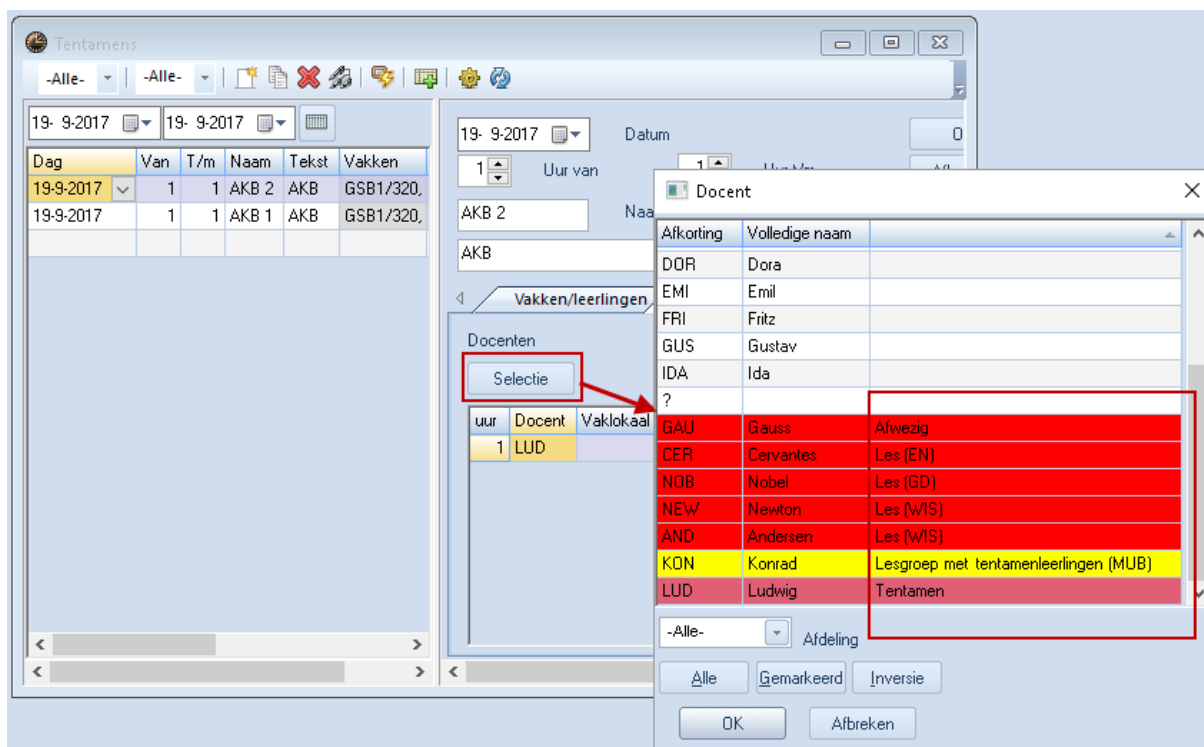 Tentamens
-Alle- -Alle-
19- 9-2017 19- 9-2017
Dag Van T/m Naam Tekst Vakken
19-9-2017 1 1 AKB 2 AKB GSB1/320,
19-9-2017 1 1 AKB 1 AKB GSB1/320,
19- 9-2017 Datum
1 Uur van 1
AKB 2
AKB
Vakken/leerlingen
Docenten
Selectie
uur Docent Vaklokaal
1 LUD
Docent
Afkorting Volledige naam
DOR Dora
EMI Emil
FRI Fritz
GUS Gustav
IDA Ida
?
GAU Gauss Afwezig
CER Cervantes Les (EN)
NOB Nobel Les (GD)
NEW Newton Les (WIS)
AND Andersen Les (WIS)
KON Konrad Lesgroep met tentamenleerlingen (MUB)
LUD Ludwig Tentamen
-Alle- Afdeling
Alle Gemarkeerd Inversie
OK Afbreken